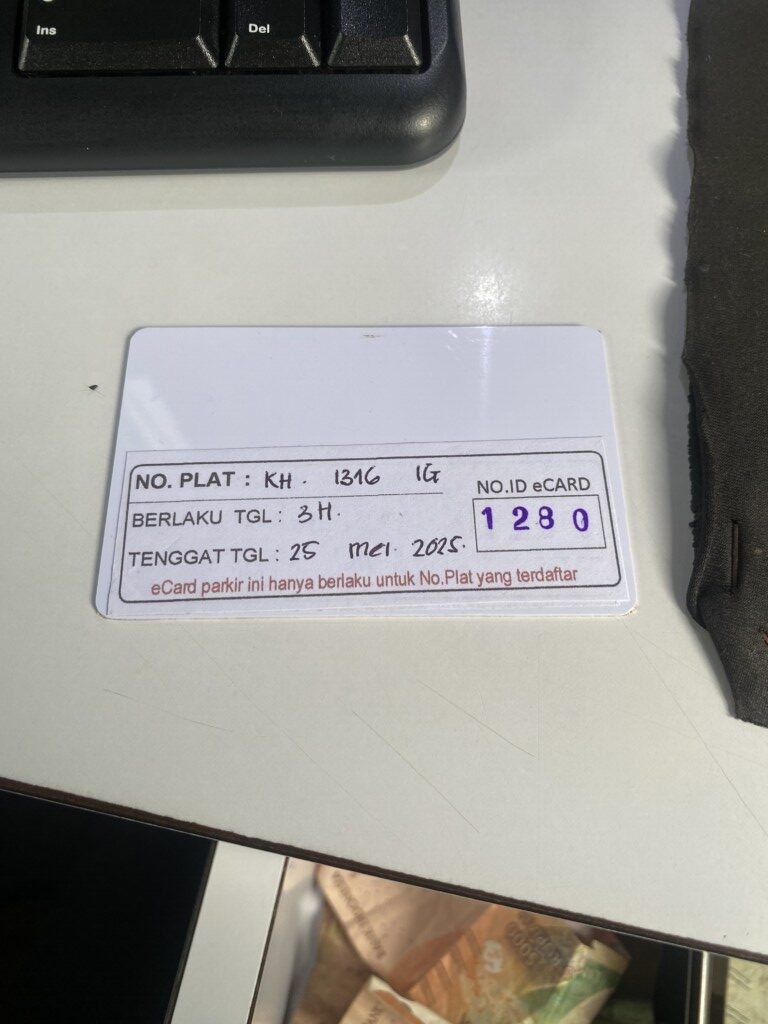 Ins
Del
NO. PLAT : KH. 1316 IG
NO.ID eCARD
BERLAKU TGL : 3H.
1280
TENGGAT TGL : 25 mei. 2025.
eCard parkir ini hanya berlaku untuk No.Plat yang terdaftar